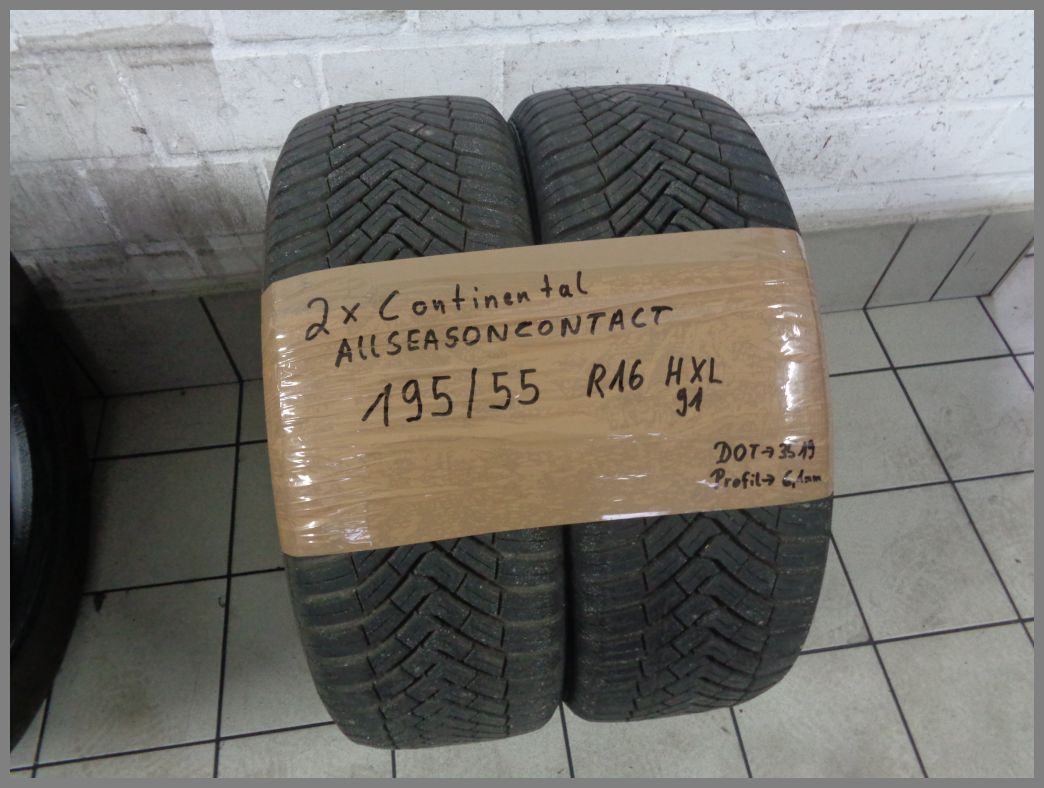 2x Continental
AllSEASONCONTACT
195/55 R16 HXL
91
DOT→3519
Profil→ 6,1mm